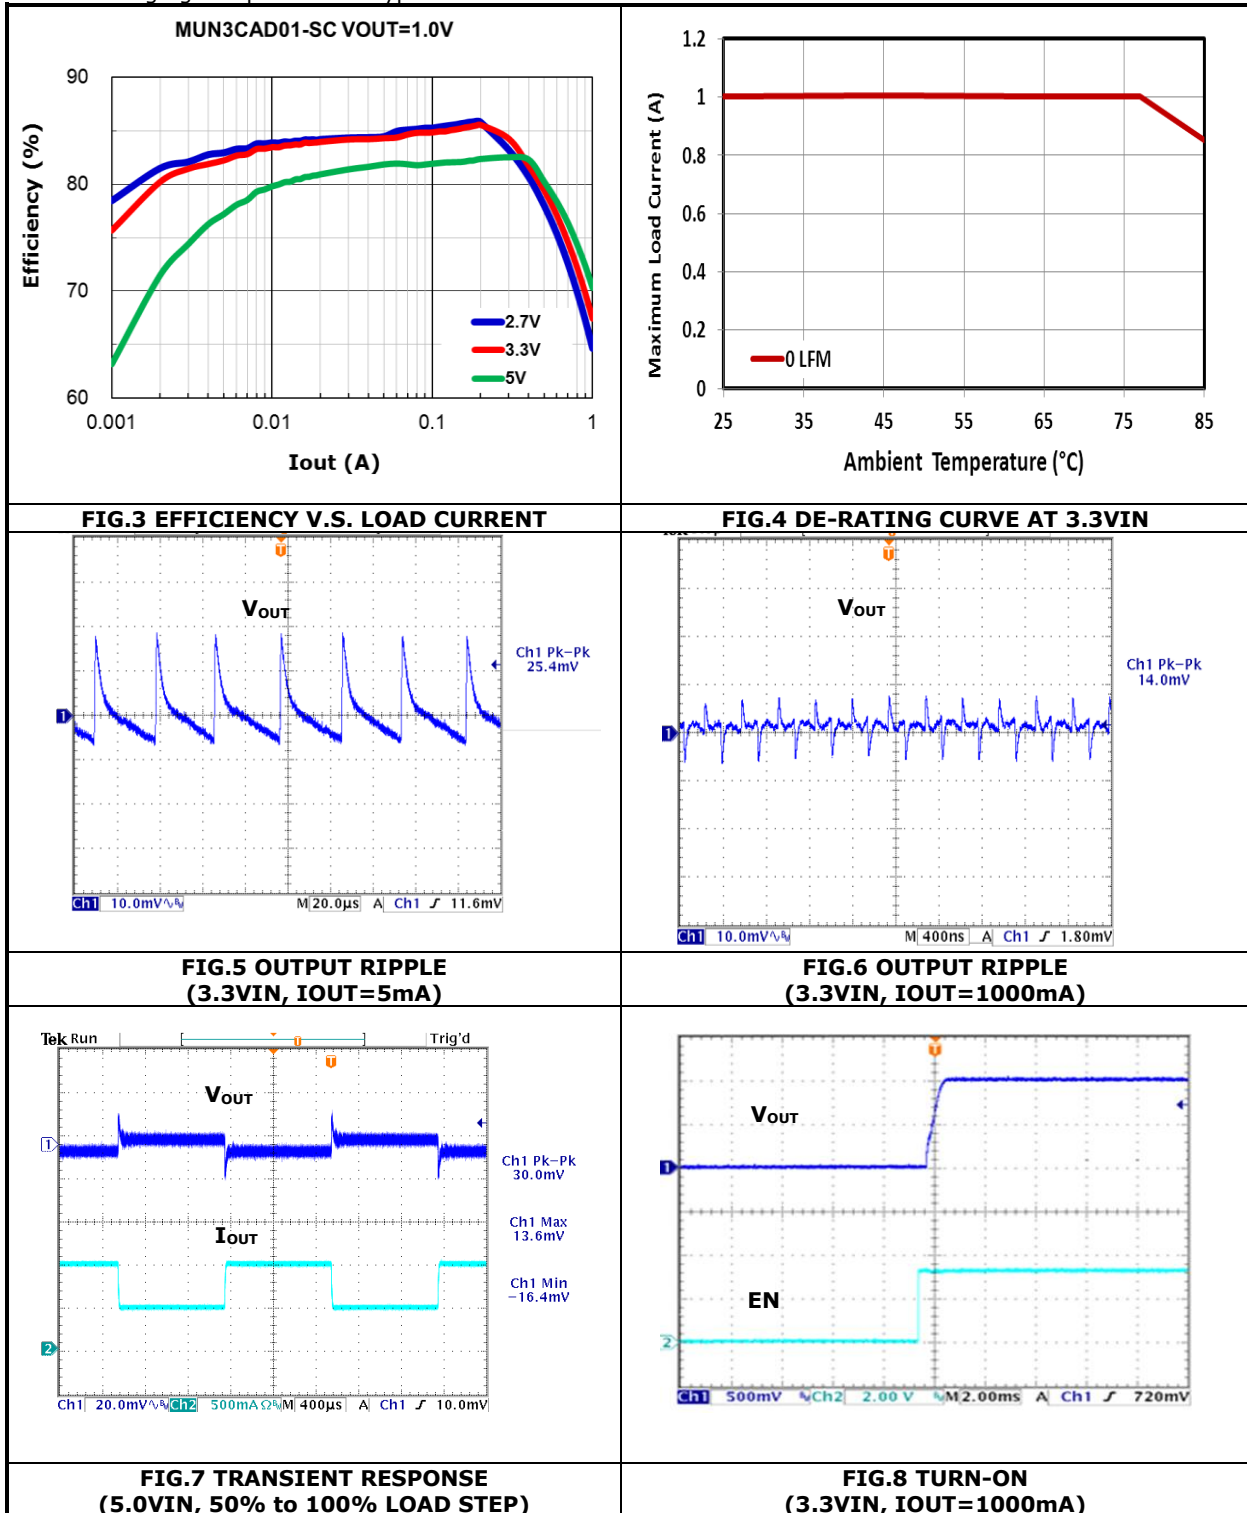 MUN3CAD01-SC VOUT=1.0V
90
80
70
60
Efficiency (%)
2.7V
3.3V
5V
0.001 0.01 0.1 1
Iout (A)
1.2
1
0.8
0.6
0.4
0.2
0
Maximum Load Current (A)
0 LFM
25 35 45 55 65 75 85
Ambient Temperature (°C)
FIG.3 EFFICIENCY V.S. LOAD CURRENT
FIG.4 DE-RATING CURVE AT 3.3VIN
T
VOUT
Ch1 Pk-Pk
25.4mV
1
Ch1 10.0mV M 20.0µs A Ch1 11.6mV
T
VOUT
Ch1 Pk-Pk
14.0mV
1
Ch1 10.0mV M 400ns A Ch1 1.80mV
FIG.5 OUTPUT RIPPLE
(3.3VIN, IOUT=5mA)
FIG.6 OUTPUT RIPPLE
(3.3VIN, IOUT=1000mA)
Tek Run Trig'd
T
T
VOUT
1
Ch1 Pk-Pk
30.0mV
Ch1 Max
13.6mV
IOUT
Ch1 Min
-16.4mV
2
Ch1 20.0mV Ch2 500mA Ω M 400µs A Ch1 10.0mV
T
VOUT
1
EN
2
Ch1 500mV Ch2 2.00 V M 2.00ms A Ch1 720mV
FIG.7 TRANSIENT RESPONSE
(5.0VIN, 50% to 100% LOAD STEP)
FIG.8 TURN-ON
(3.3VIN, IOUT=1000mA)